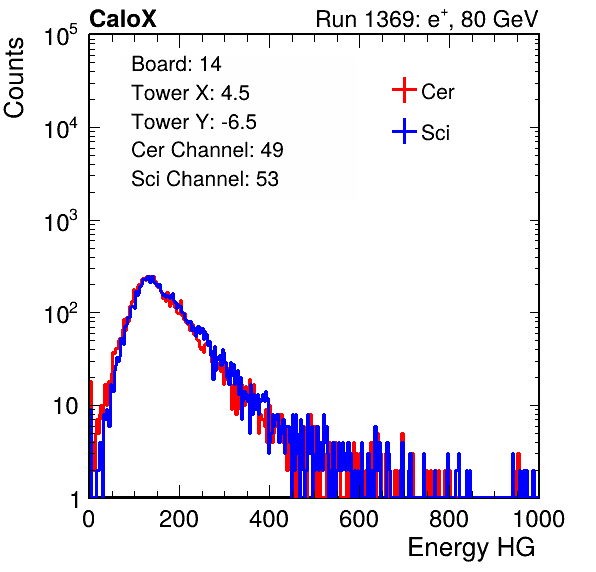 CaloX Run 1369: e⁺, 80 GeV
Counts
10⁵
10⁴
10³
10²
10
1
Board: 14
Tower X: 4.5
Tower Y: -6.5
Cer Channel: 49
Sci Channel: 53
Cer
Sci
0 200 400 600 800 1000
Energy HG